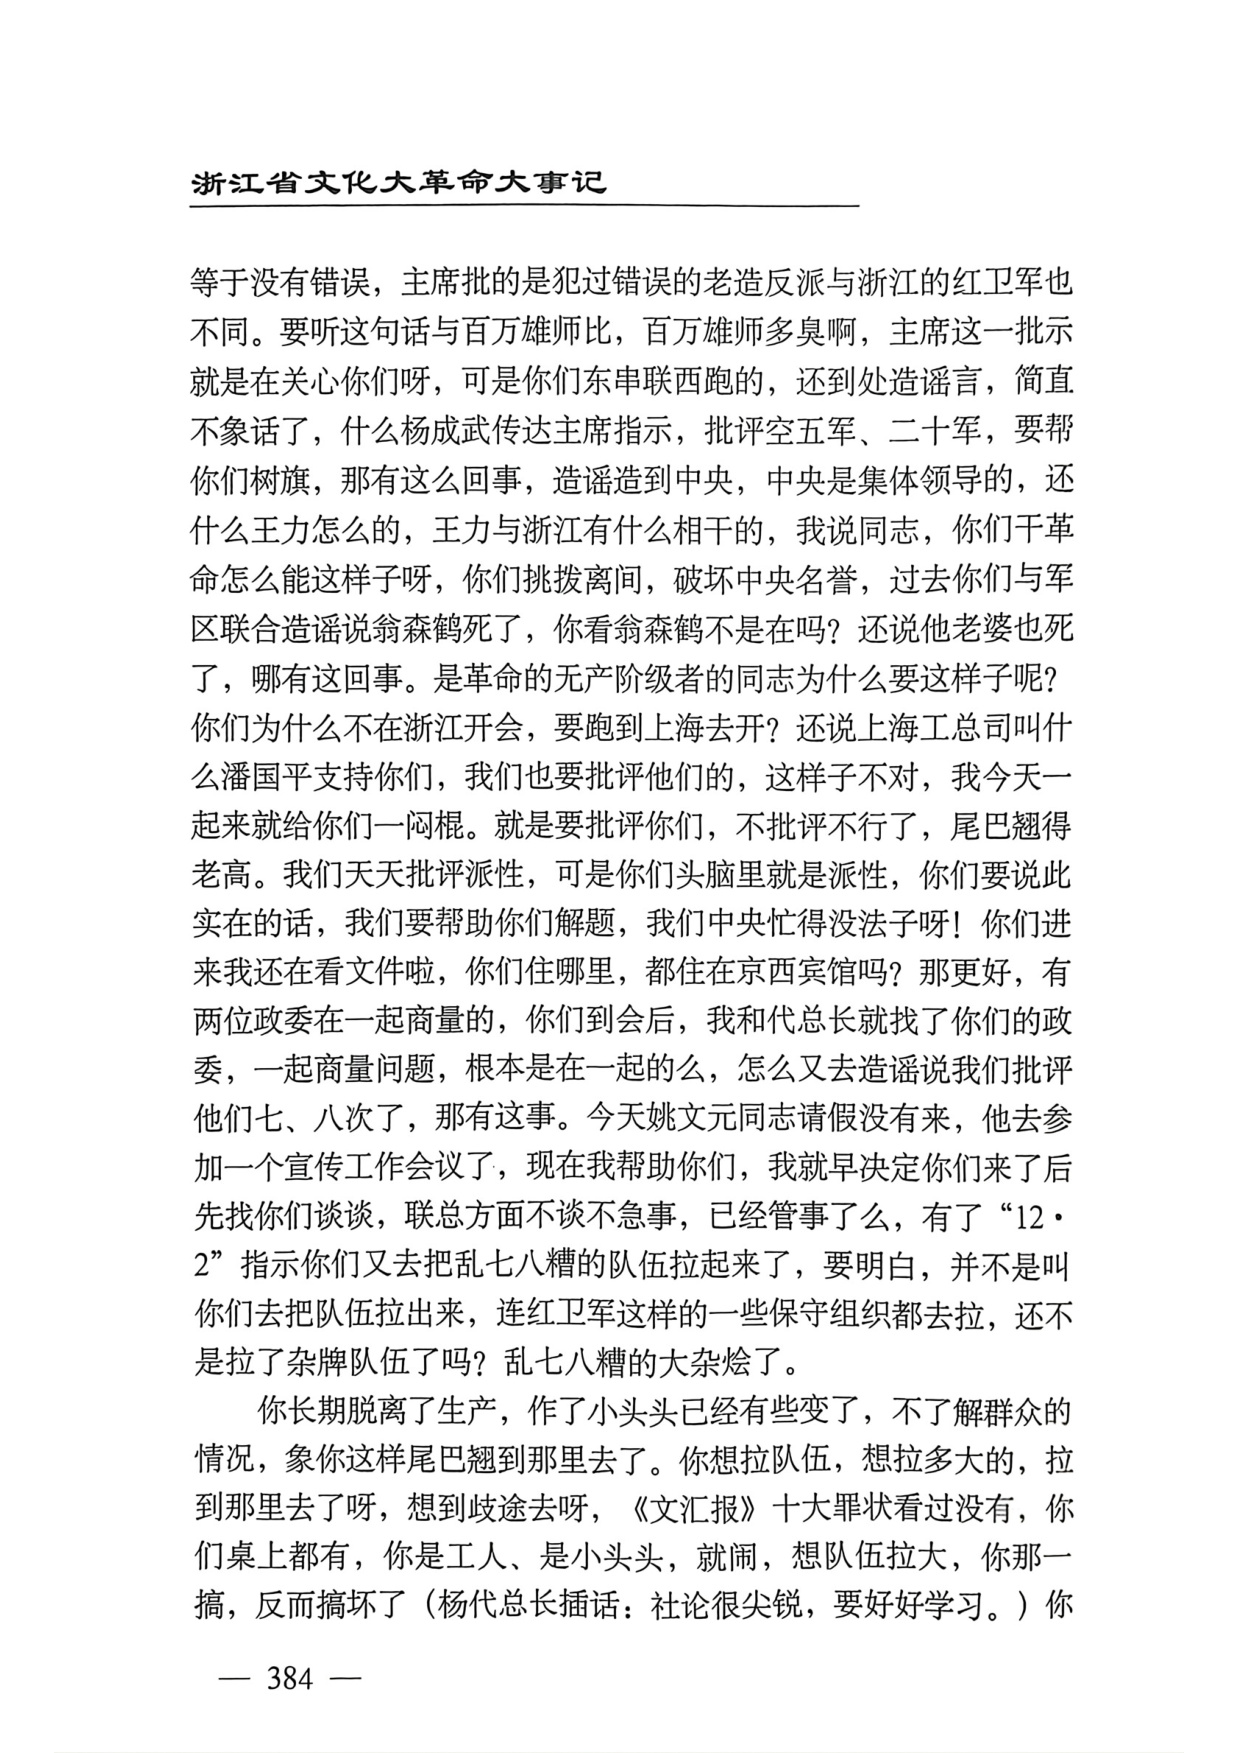 浙江省文化大革命大事记
等于没有错误，主席批的是犯过错误的老造反派与浙江的红卫军也
不同。要听这句话与百万雄师比，百万雄师多臭啊，主席这一批示
就是在关心你们呀，可是你们东串联西跑的，还到处造谣言，简直
不象话了，什么杨成武传达主席指示，批评空五军、二十军，要帮
你们树旗，那有这么回事，造谣造到中央，中央是集体领导的，还
什么王力怎么的，王力与浙江有什么相干的，我说同志，你们干革
命怎么能这样子呀，你们挑拨离间，破坏中央名誉，过去你们与军
区联合造谣说翁森鹤死了，你看翁森鹤不是在吗？还说他老婆也死
了，哪有这回事。是革命的无产阶级者的同志为什么要这样子呢？
你们为什么不在浙江开会，要跑到上海去开？还说上海工总司叫什
么潘国平支持你们，我们也要批评他们的，这样子不对，我今天一
起来就给你们一闷棍。就是要批评你们，不批评不行了，尾巴翘得
老高。我们天天批评派性，可是你们头脑里就是派性，你们要说此
实在的话，我们要帮助你们解题，我们中央忙得没法子呀！你们进
来我还在看文件啦，你们住哪里，都住在京西宾馆吗？那更好，有
两位政委在一起商量的，你们到会后，我和代总长就找了你们的政
委，一起商量问题，根本是在一起的么，怎么又去造谣说我们批评
他们七、八次了，那有这事。今天姚文元同志请假没有来，他去参
加一个宣传工作会议了，现在我帮助你们，我就早决定你们来了后
先找你们谈谈，联总方面不谈不急事，已经管事了么，有了“12·
2”指示你们又去把乱七八糟的队伍拉起来了，要明白，并不是叫
你们去把队伍拉出来，连红卫军这样的一些保守组织都去拉，还不
是拉了杂牌队伍了吗？乱七八糟的大杂烩了。
你长期脱离了生产，作了小头头已经有些变了，不了解群众的
情况，象你这样尾巴翘到那里去了。你想拉队伍，想拉多大的，拉
到那里去了呀，想到歧途去呀，《文汇报》十大罪状看过没有，你
们桌上都有，你是工人、是小头头，就闹，想队伍拉大，你那一
搞，反而搞坏了（杨代总长插话：社论很尖锐，要好好学习。）你
— 384 —